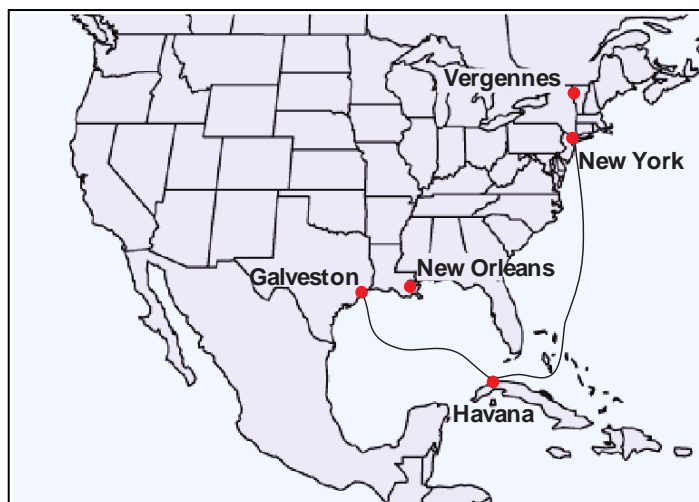 Vergennes
New York
New Orleans
Galveston
Havana